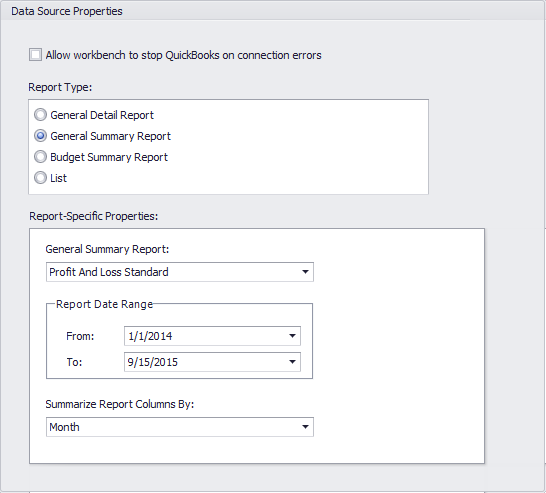 Data Source Properties
Allow workbench to stop QuickBooks on connection errors
Report Type:
General Detail Report
General Summary Report
Budget Summary Report
List
Report-Specific Properties:
General Summary Report:
Profit And Loss Standard
Report Date Range
From: 1/1/2014
To: 9/15/2015
Summarize Report Columns By:
Month